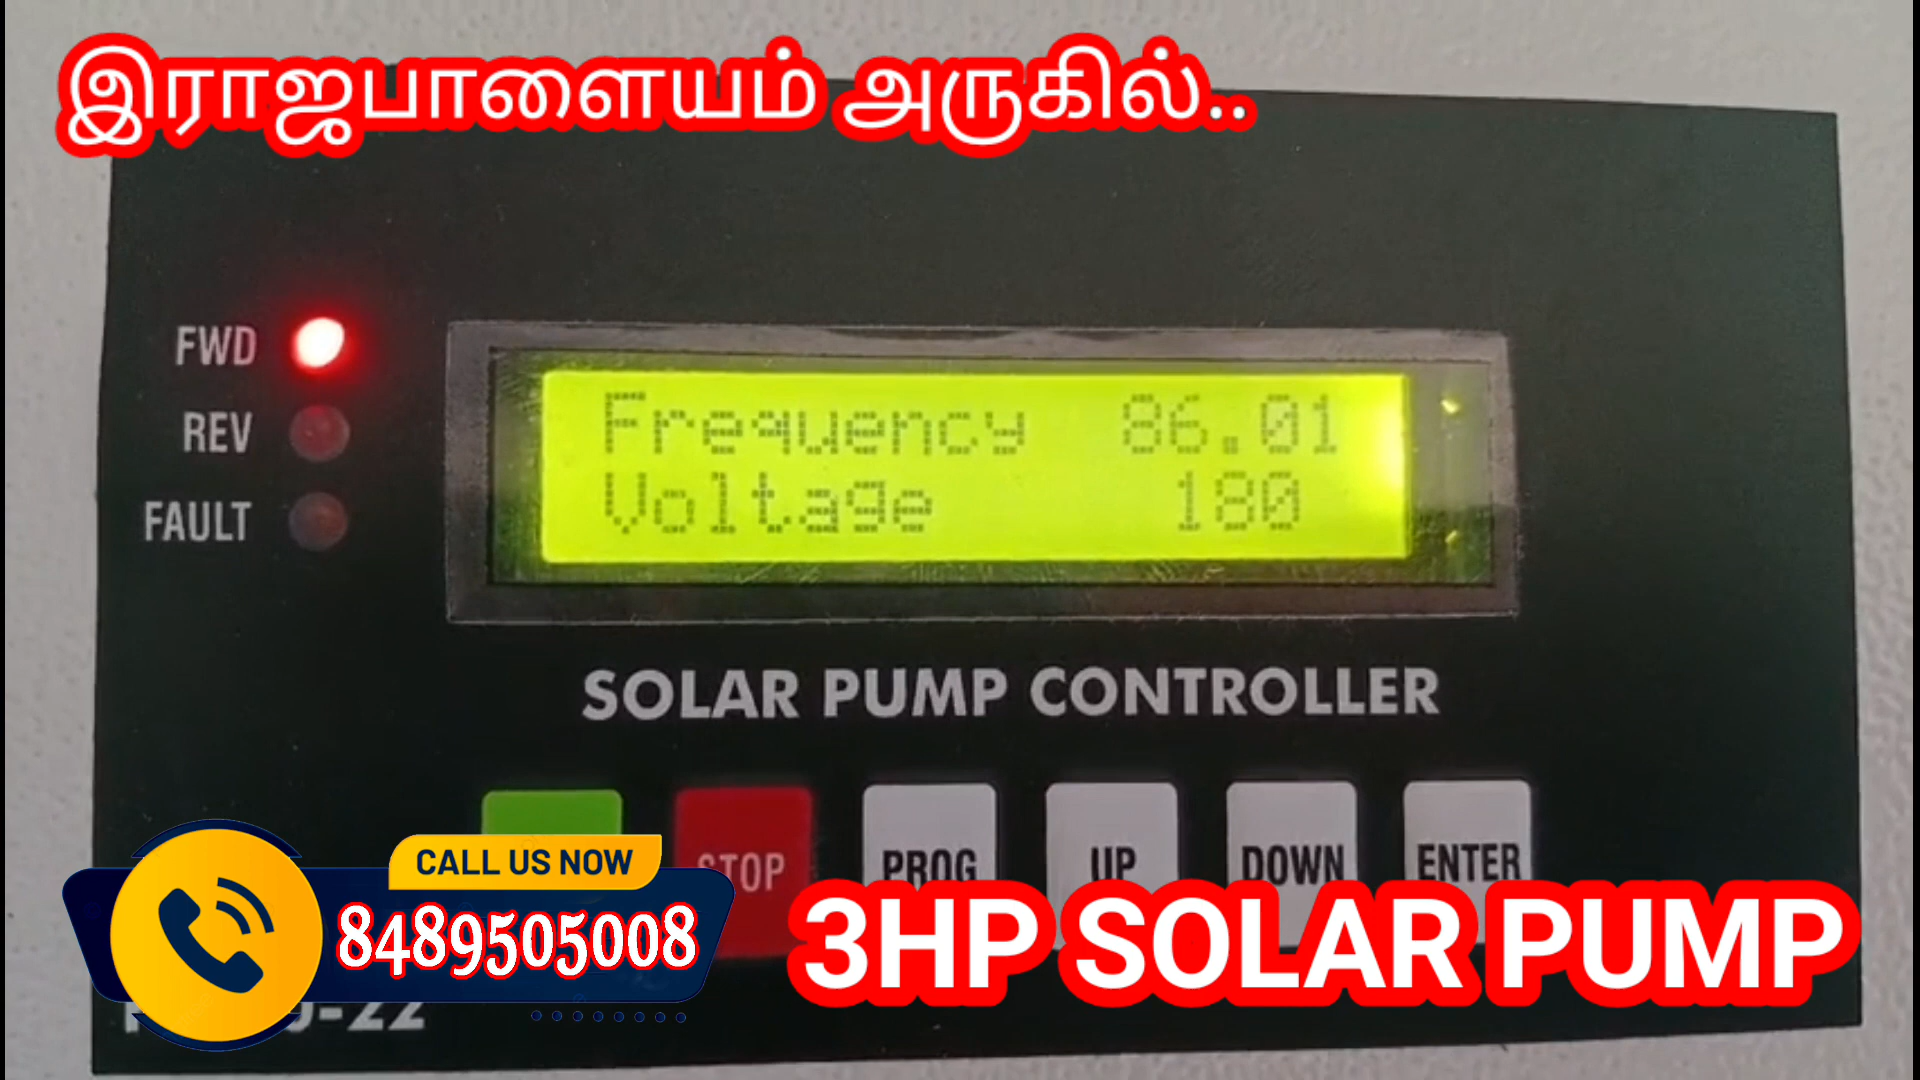 இராஜபாளையம் அருகில்..
FWD
REV
FAULT
Frequency 86.01
Voltage 180
SOLAR PUMP CONTROLLER
STOP PROG UP DOWN ENTER
CALL US NOW
8489505008
3HP SOLAR PUMP